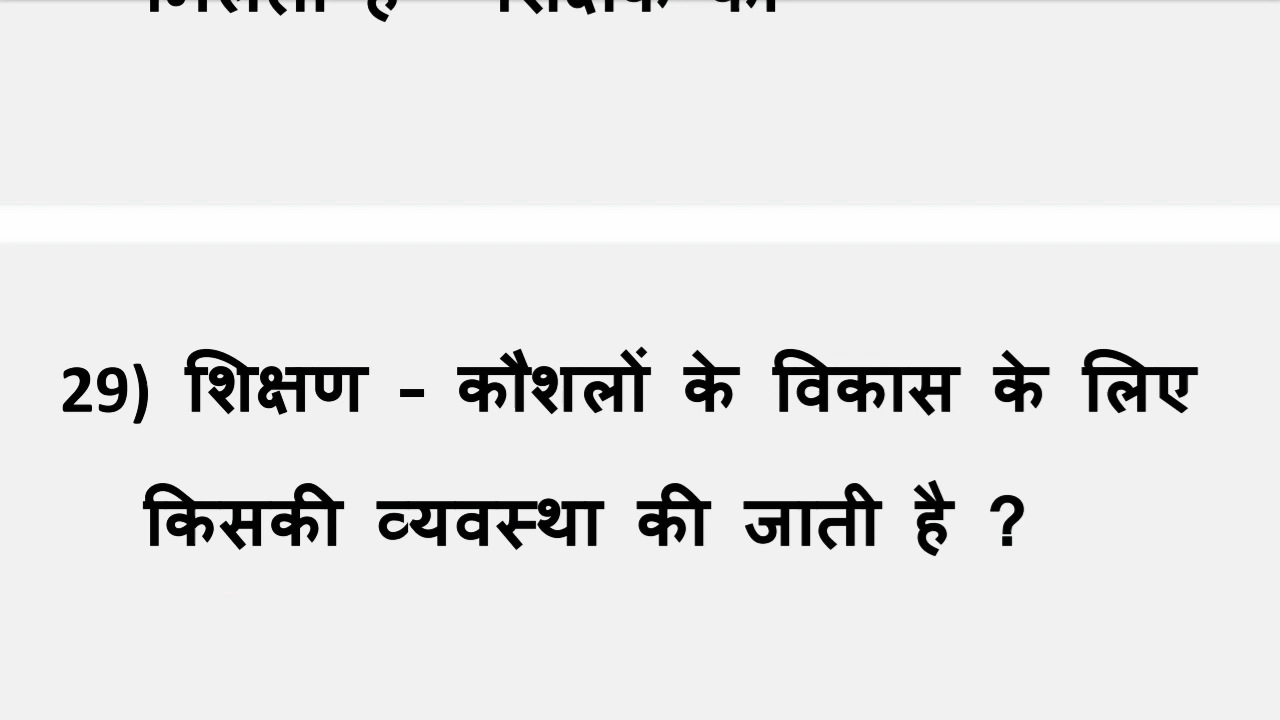 29) शिक्षण - कौशलों के विकास के लिए
किसकी व्यवस्था की जाती है ?